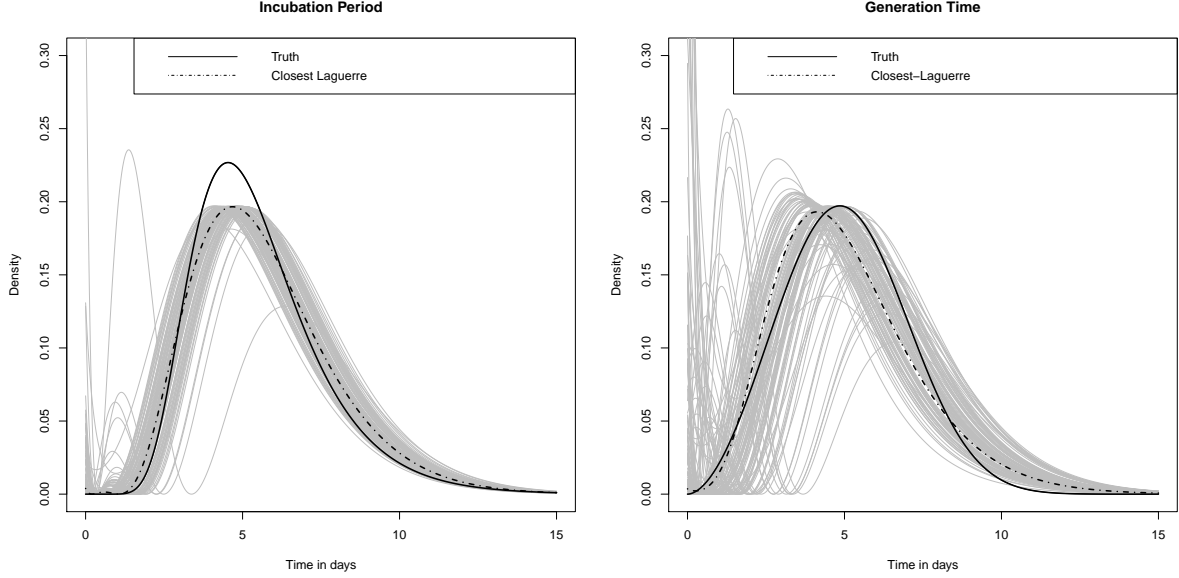 Incubation Period
Truth
Closest Laguerre
Density
0.30
0.25
0.20
0.15
0.10
0.05
0.00
0 5 10 15
Time in days
Generation Time
Truth
Closest−Laguerre
Density
0.30
0.25
0.20
0.15
0.10
0.05
0.00
0 5 10 15
Time in days